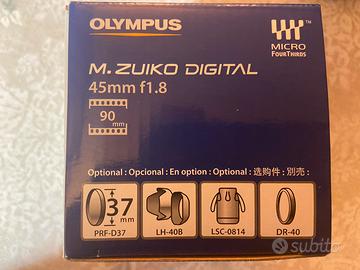 OLYMPUS
MICRO
FOURTHIRDS
TM
M.ZUIKO DIGITAL
45mm f1.8
90
mm
Optional : Opcional : En option : Optional : 选购件 : 別売 :
37
mm
PRF-D37
LH-40B
LSC-0814
DR-40
subito